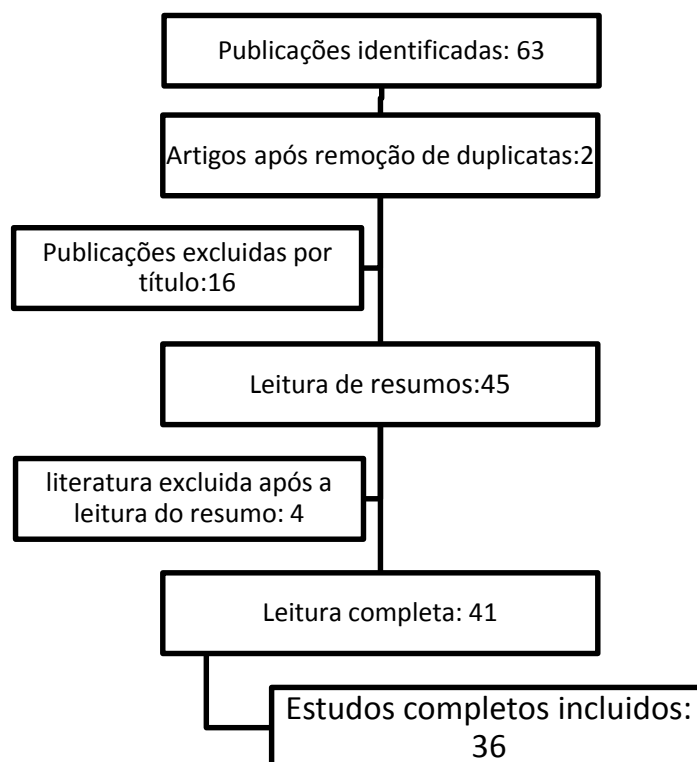 Publicações identificadas: 63
Artigos após remoção de duplicatas:2
Publicações excluidas por
título:16
Leitura de resumos:45
literatura excluida após a
leitura do resumo: 4
Leitura completa: 41
Estudos completos incluidos:
36